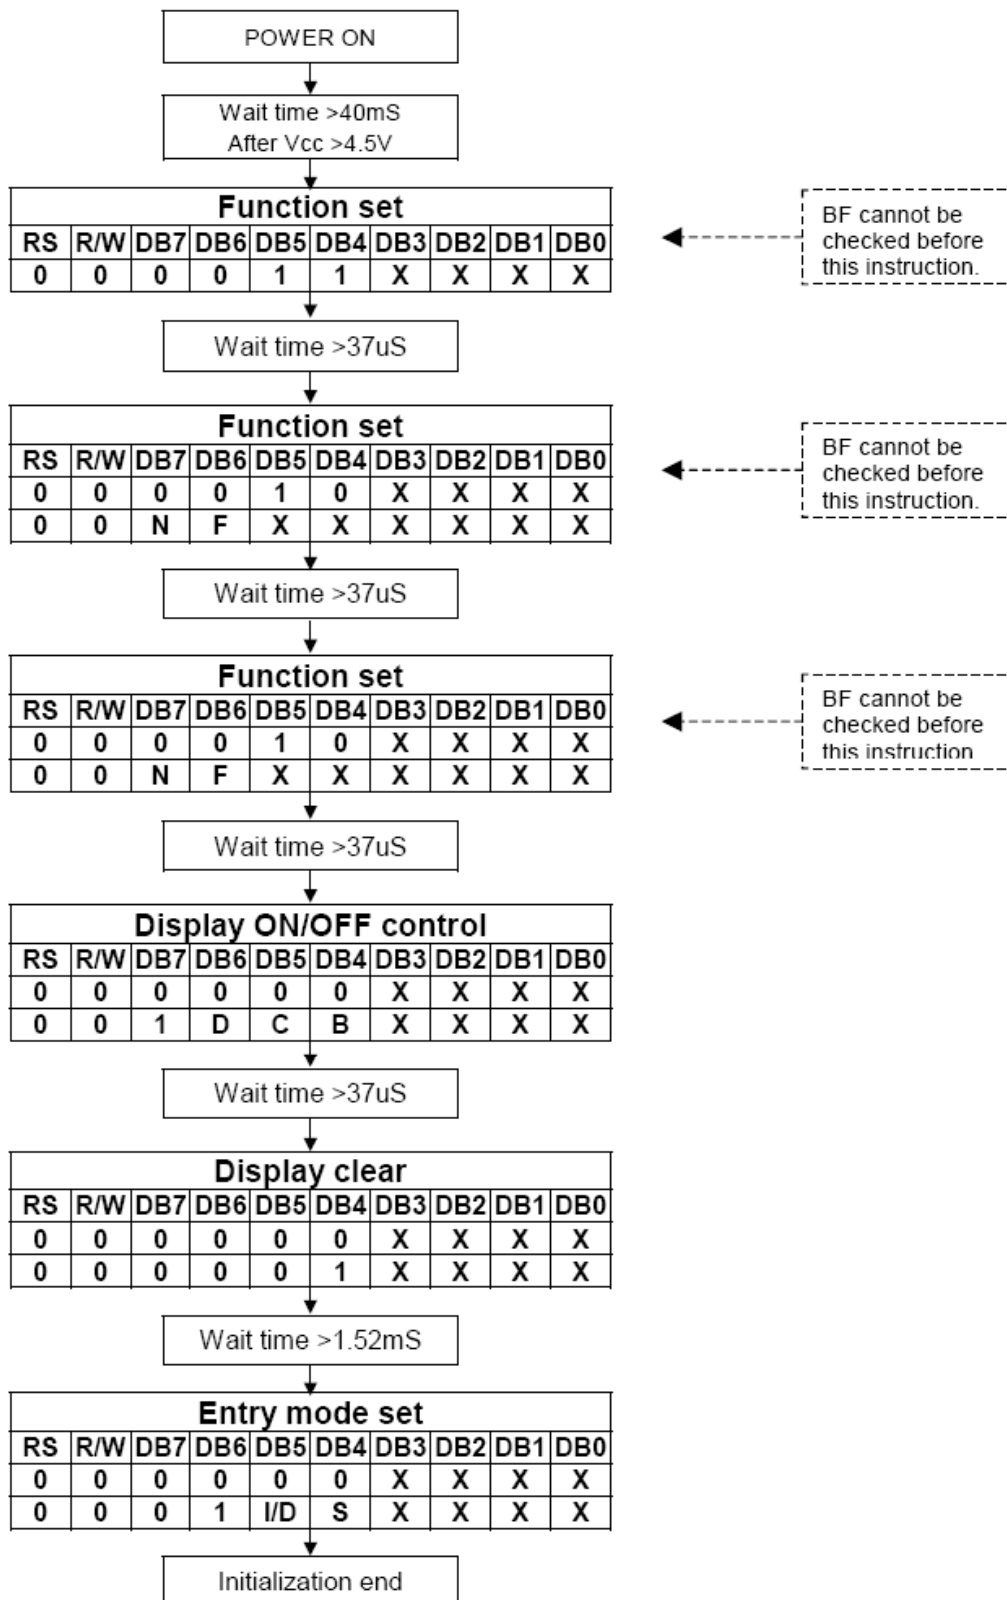 POWER ON
Wait time >40mS
After Vcc >4.5V
Function set
RS R/W DB7 DB6 DB5 DB4 DB3 DB2 DB1 DB0
0 0 0 0 1 1 X X X X
BF cannot be
checked before
this instruction.
Wait time >37uS
Function set
RS R/W DB7 DB6 DB5 DB4 DB3 DB2 DB1 DB0
0 0 0 0 1 0 X X X X
0 0 N F X X X X X X
BF cannot be
checked before
this instruction.
Wait time >37uS
Function set
RS R/W DB7 DB6 DB5 DB4 DB3 DB2 DB1 DB0
0 0 0 0 1 0 X X X X
0 0 N F X X X X X X
BF cannot be
checked before
this instruction
Wait time >37uS
Display ON/OFF control
RS R/W DB7 DB6 DB5 DB4 DB3 DB2 DB1 DB0
0 0 0 0 0 0 X X X X
0 0 1 D C B X X X X
Wait time >37uS
Display clear
RS R/W DB7 DB6 DB5 DB4 DB3 DB2 DB1 DB0
0 0 0 0 0 0 X X X X
0 0 0 0 0 1 X X X X
Wait time >1.52mS
Entry mode set
RS R/W DB7 DB6 DB5 DB4 DB3 DB2 DB1 DB0
0 0 0 0 0 0 X X X X
0 0 0 1 I/D S X X X X
Initialization end